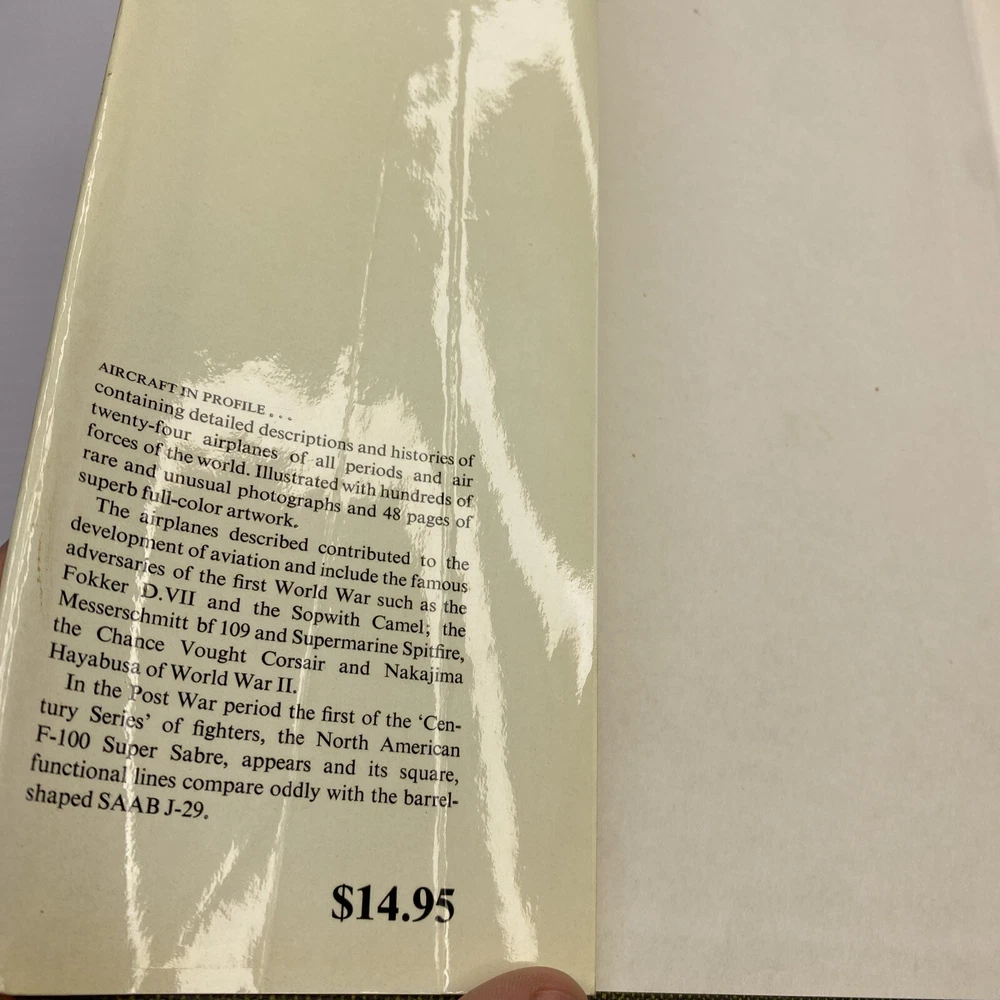 AIRCRAFT IN PROFILE...
containing detailed descriptions and histories of
twenty-four airplanes of all periods and air
forces of the world. Illustrated with hundreds of
rare and unusual photographs and 48 pages of
superb full-color artwork.
The airplanes described contributed to the
development of aviation and include the famous
adversaries of the first World War such as the
Fokker D.VII and the Sopwith Camel; the
Messerschmitt bf 109 and Supermarine Spitfire,
the Chance Vought Corsair and Nakajima
Hayabusa of World War II.
In the Post War period the first of the ‘Cen-
tury Series’ of fighters, the North American
F-100 Super Sabre, appears and its square,
functional lines compare oddly with the barrel-
shaped SAAB J-29.
$14.95